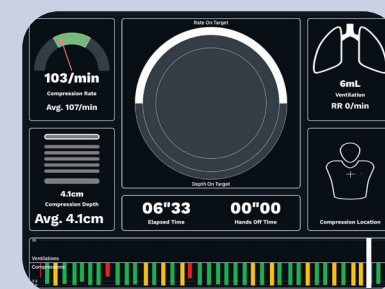 Rate On Target
103/min
Compression Rate
Avg. 107/min
6mL
Ventilation
RR 0/min
4.1cm
Compression Depth
Avg. 4.1cm
Depth On Target
06"33
Elapsed Time
00"00
Hands Off Time
Compression Location
Ventilations
Compressions